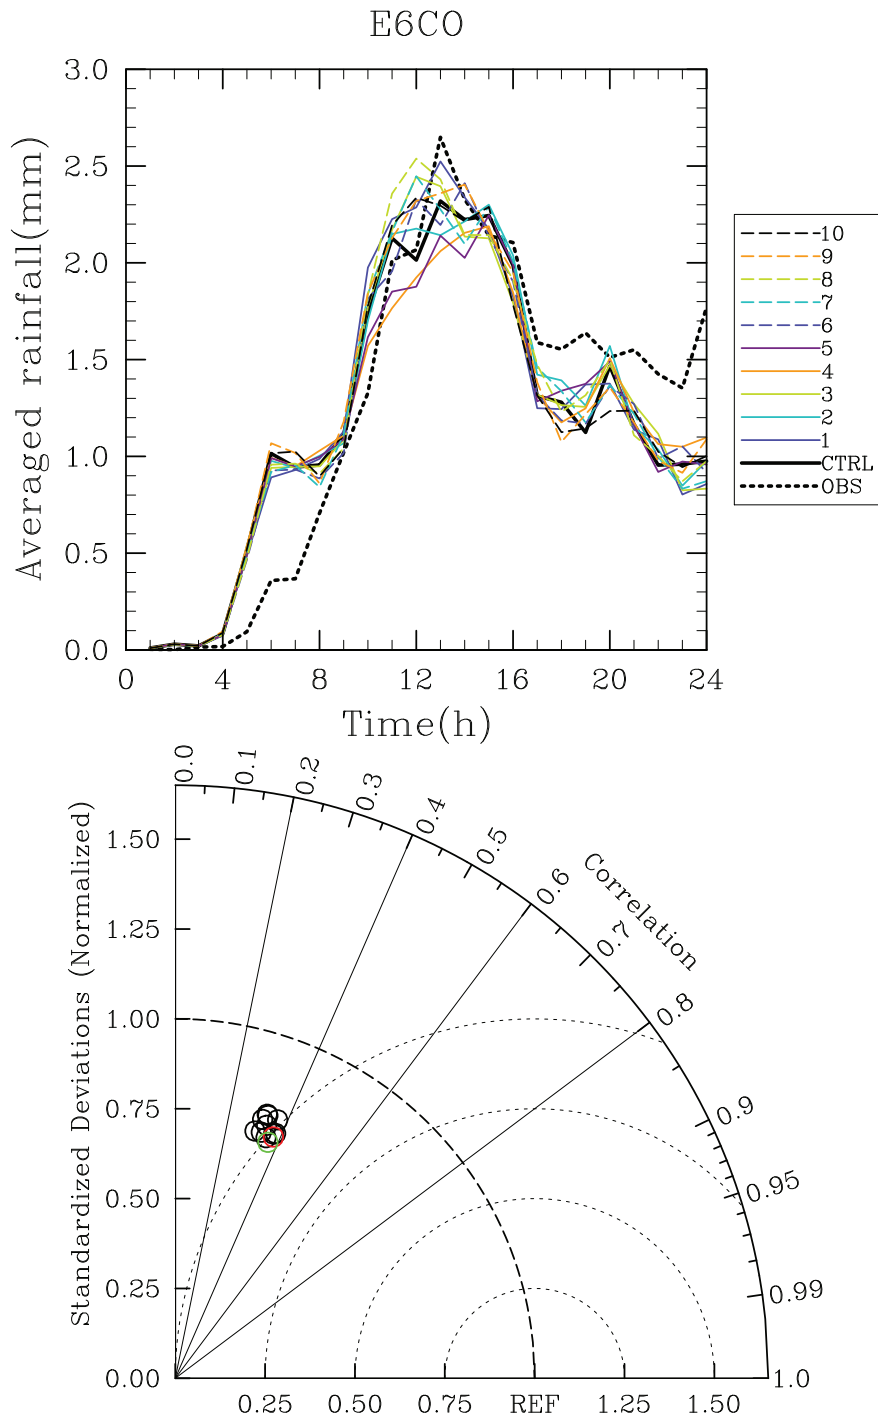 E6CO
3.0
2.5
2.0
1.5
1.0
0.5
0.0
Averaged rainfall(mm)
0 4 8 12 16 20 24
Time(h)
10
9
8
7
6
5
4
3
2
1
CTRL
OBS
0.0 0.1 0.2 0.3 0.4 0.5 0.6 0.7 0.8 0.9 0.95 0.99 1.0
Correlation
1.50
1.25
1.00
0.75
0.50
0.25
0.00
Standardized Deviations (Normalized)
0.25 0.50 0.75 REF 1.25 1.50